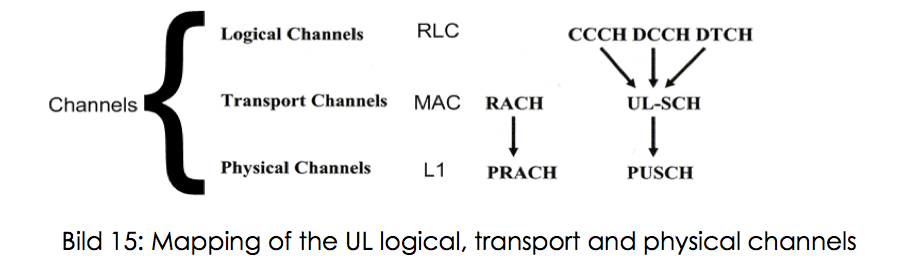 Logical Channels RLC CCCH DCCH DTCH
Channels Transport Channels MAC RACH UL-SCH
Physical Channels L1 PRACH PUSCH
Bild 15: Mapping of the UL logical, transport and physical channels